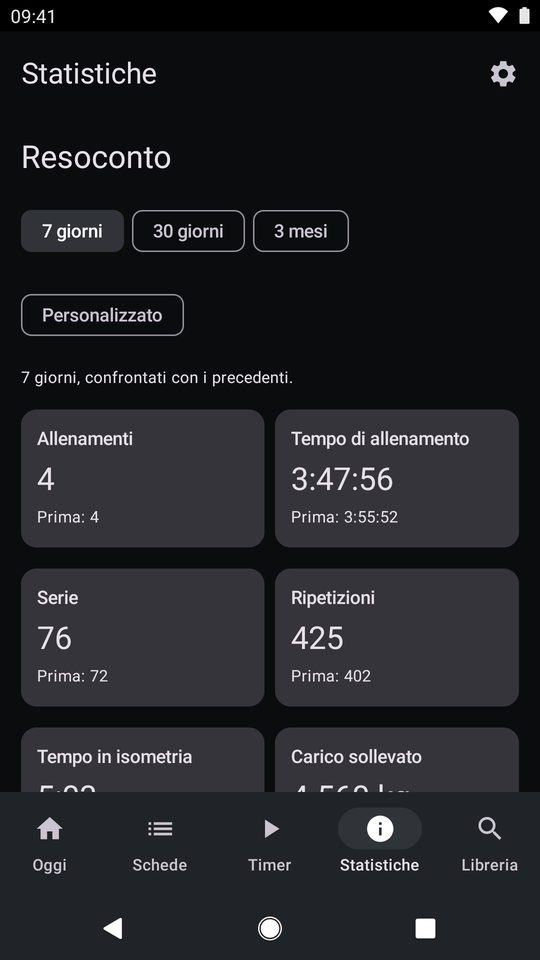 09:41
Statistiche
Resoconto
7 giorni
30 giorni
3 mesi
Personalizzato
7 giorni, confrontati con i precedenti.
Allenamenti
4
Prima: 4
Tempo di allenamento
3:47:56
Prima: 3:55:52
Serie
76
Prima: 72
Ripetizioni
425
Prima: 402
Tempo in isometria
Carico sollevato
Oggi
Schede
Timer
Statistiche
Libreria